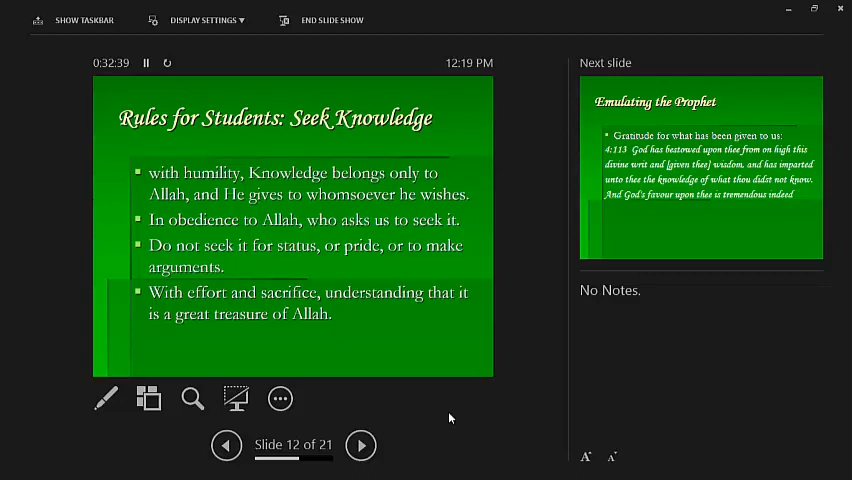 SHOW TASKBAR
DISPLAY SETTINGS ▼
END SLIDE SHOW
0:32:39
12:19 PM
Rules for Students: Seek Knowledge
with humility, Knowledge belongs only to
Allah, and He gives to whomsoever he wishes.
In obedience to Allah, who asks us to seek it.
Do not seek it for status, or pride, or to make
arguments.
With effort and sacrifice, understanding that it
is a great treasure of Allah.
Slide 12 of 21
Next slide
Emulating the Prophet
Gratitude for what has been given to us:
4:113 God has bestowed upon thee from on high this
divine writ and [given thee] wisdom, and has imparted
unto thee the knowledge of what thou didst not know.
And God's favour upon thee is tremendous indeed
No Notes.
A A